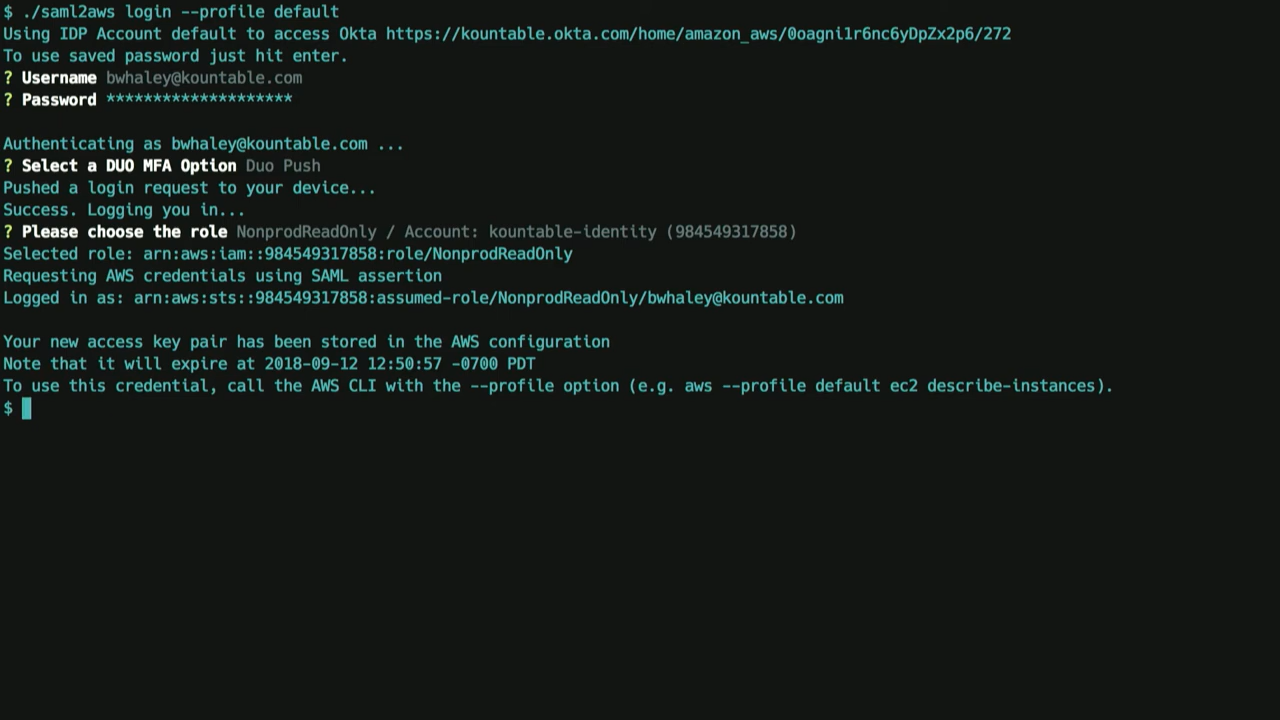 $ ./saml2aws login --profile default
Using IDP Account default to access Okta https://kountable.okta.com/home/amazon_aws/0oagni1r6nc6yDpZx2p6/272
To use saved password just hit enter.
? Username bwhaley@kountable.com
? Password ********************
Authenticating as bwhaley@kountable.com ...
? Select a DUO MFA Option Duo Push
Pushed a login request to your device...
Success. Logging you in...
? Please choose the role NonprodReadOnly / Account: kountable-identity (984549317858)
Selected role: arn:aws:iam::984549317858:role/NonprodReadOnly
Requesting AWS credentials using SAML assertion
Logged in as: arn:aws:sts::984549317858:assumed-role/NonprodReadOnly/bwhaley@kountable.com
Your new access key pair has been stored in the AWS configuration
Note that it will expire at 2018-09-12 12:50:57 -0700 PDT
To use this credential, call the AWS CLI with the --profile option (e.g. aws --profile default ec2 describe-instances).
$